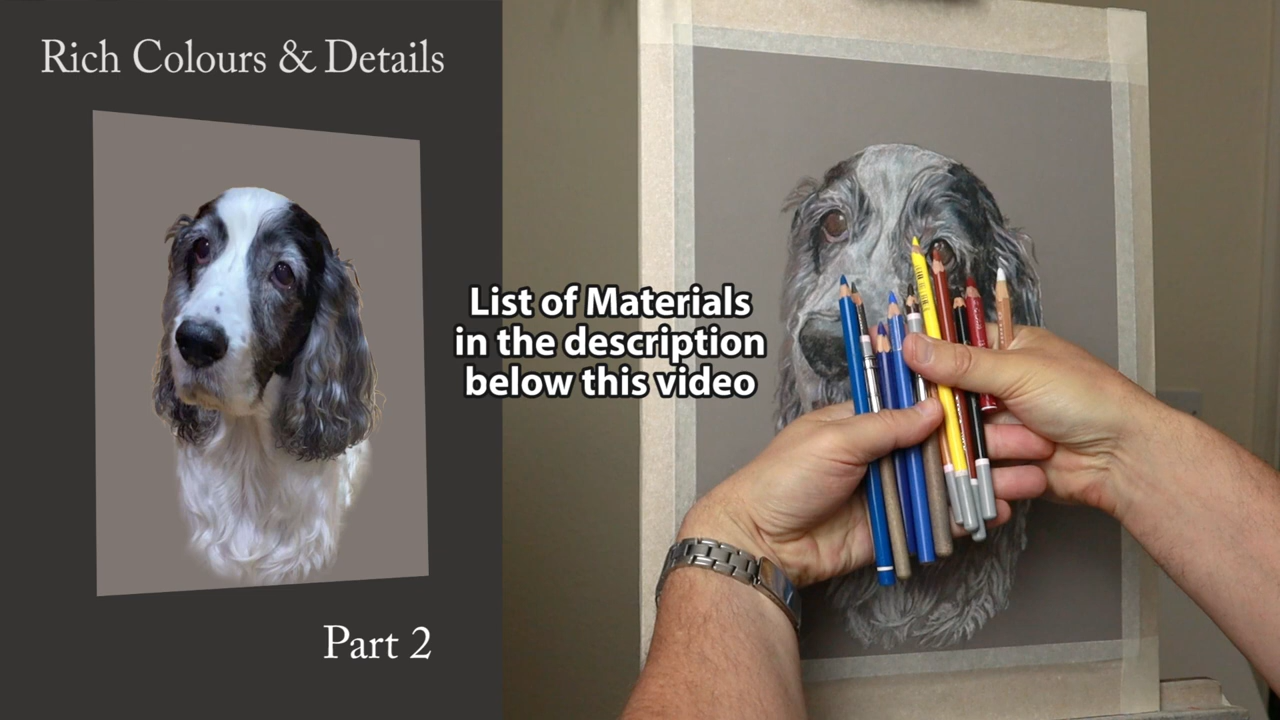 Rich Colours & Details
List of Materials
in the description
below this video
Part 2